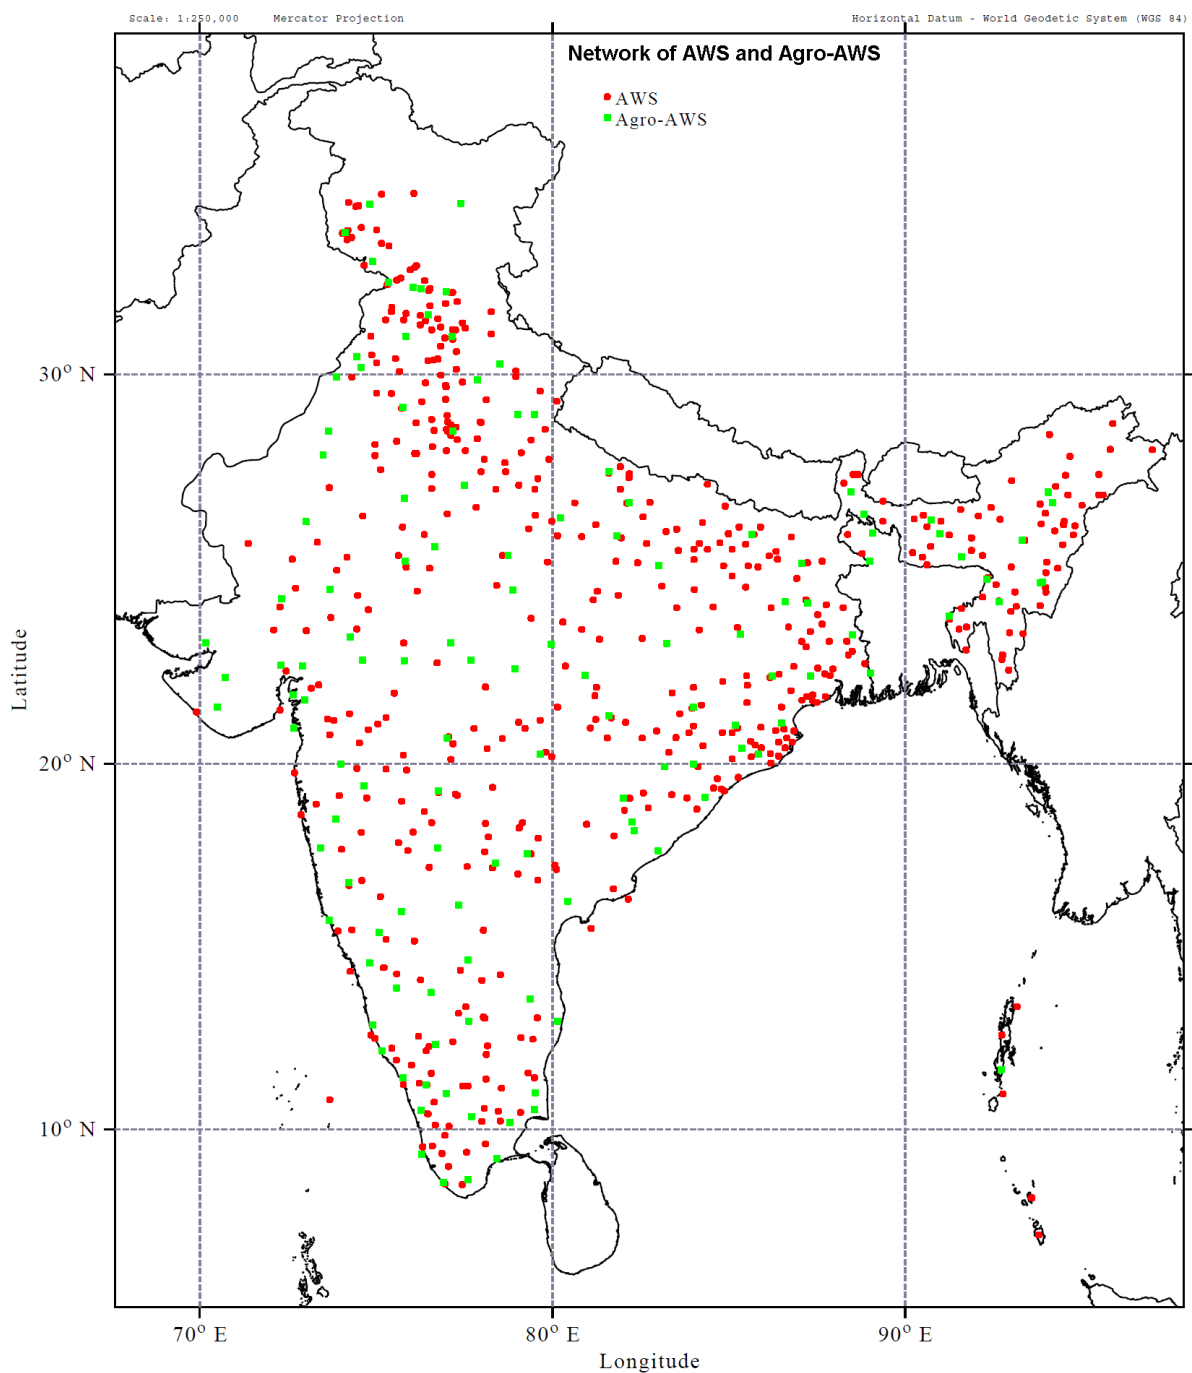 Scale: 1:250,000 Mercator Projection Horizontal Datum - World Geodetic System (WGS 84)
Network of AWS and Agro-AWS
AWS
Agro-AWS
30° N
Latitude
20° N
10° N
70° E 80° E 90° E
Longitude